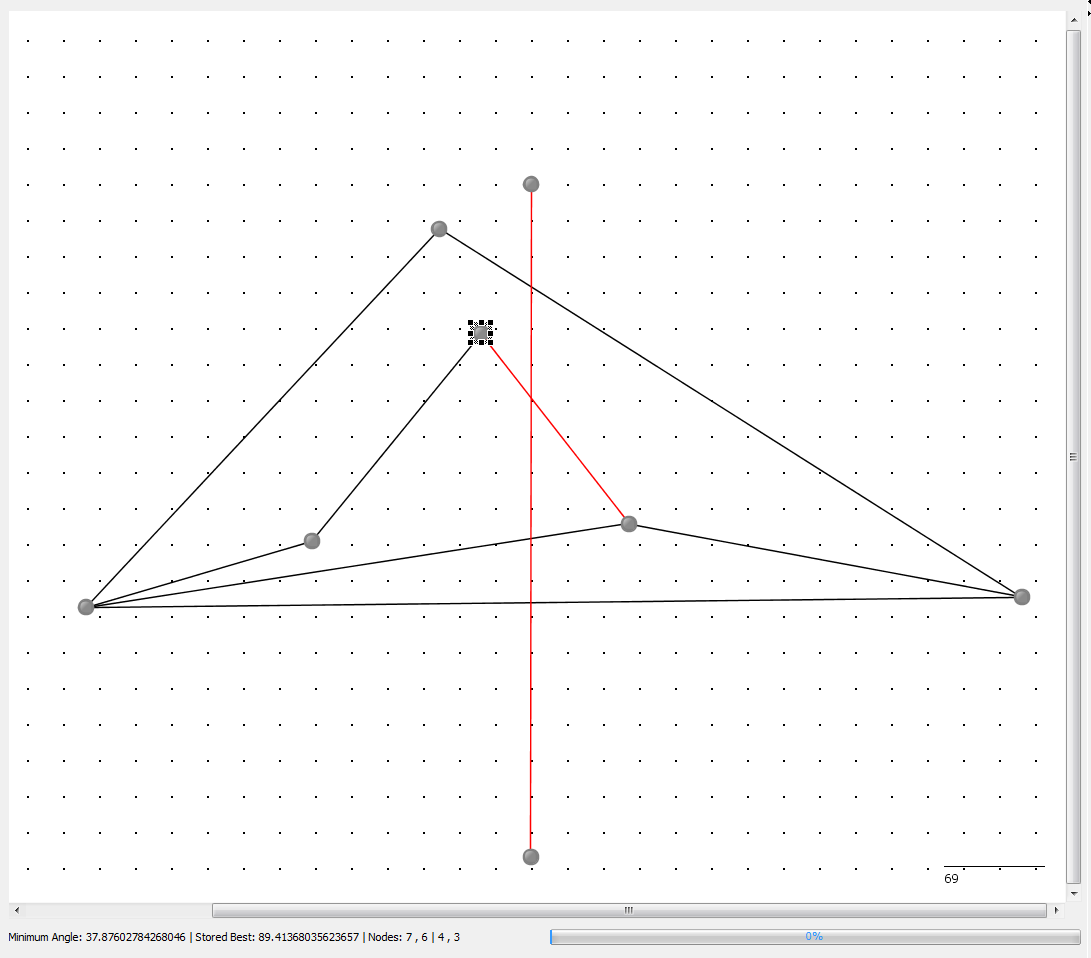 69
Minimum Angle: 37.87602784268046 | Stored Best: 89.41368035623657 | Nodes: 7 , 6 | 4 , 3
0%